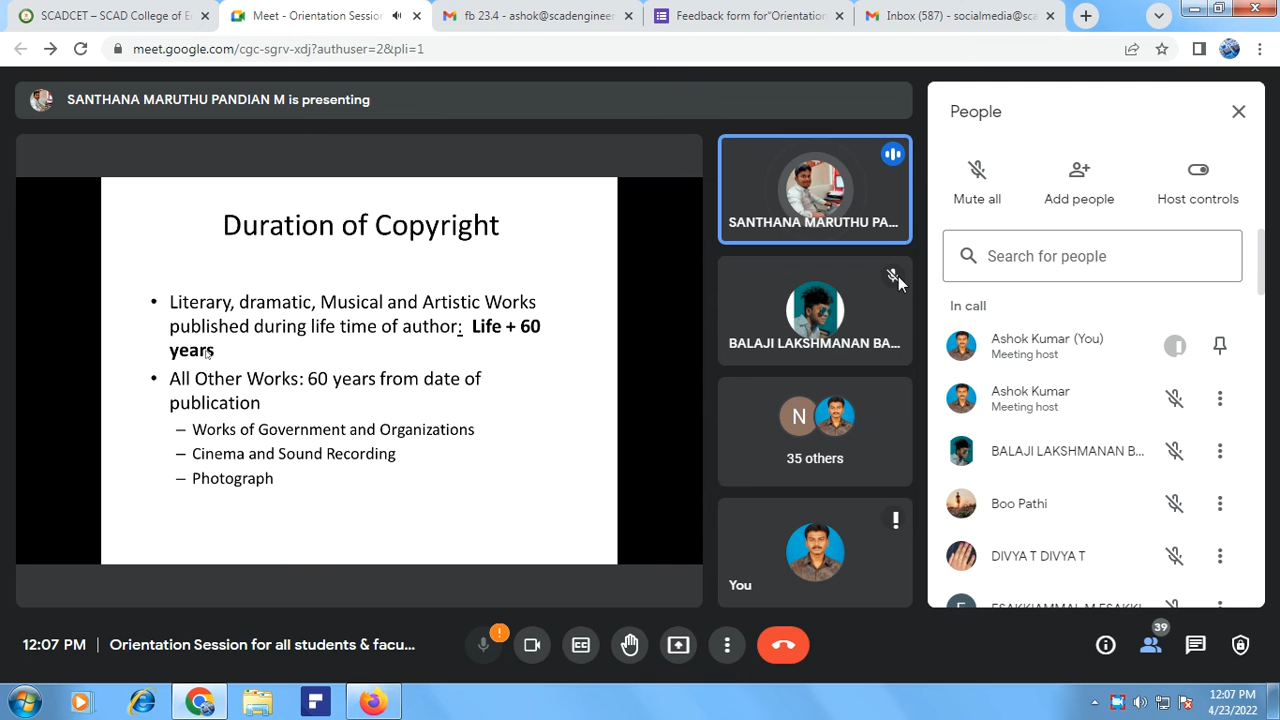 SCADCET – SCAD College of E
Meet - Orientation Sessio
fb 23.4 - ashok@scadengineer
Feedback form for"Orientatio
Inbox (587) - socialmedia@sca
meet.google.com/cgc-sgrv-xdj?authuser=2&pli=1
SANTHANA MARUTHU PANDIAN M is presenting
Duration of Copyright
• Literary, dramatic, Musical and Artistic Works
published during life time of author: Life + 60
years
• All Other Works: 60 years from date of
publication
– Works of Government and Organizations
– Cinema and Sound Recording
– Photograph
SANTHANA MARUTHU PA...
BALAJI LAKSHMANAN BA...
N
35 others
You
People
Mute all
Add people
Host controls
Search for people
In call
Ashok Kumar (You)
Meeting host
Ashok Kumar
Meeting host
BALAJI LAKSHMANAN B...
Boo Pathi
DIVYA T DIVYA T
ESAKKIAMMAL M ESAKKI
12:07 PM | Orientation Session for all students & facu...
39
12:07 PM
4/23/2022